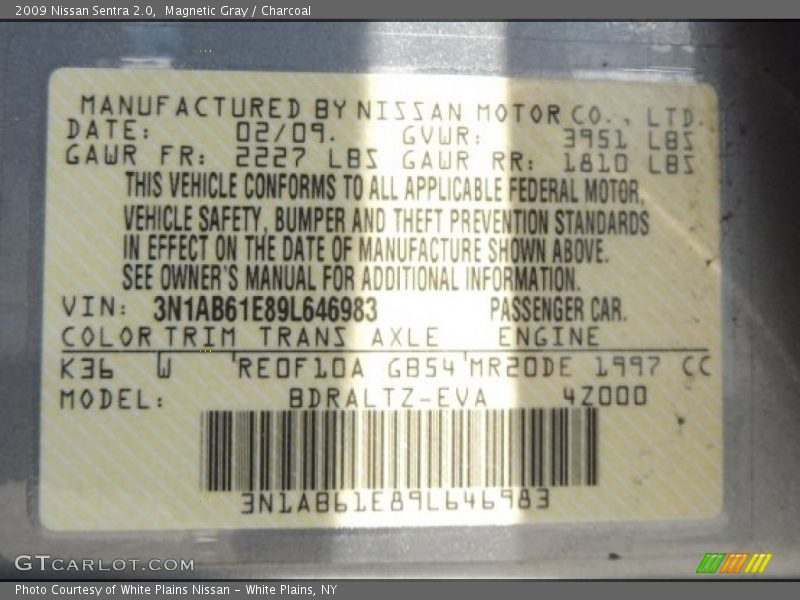 2009 Nissan Sentra 2.0, Magnetic Gray / Charcoal
MANUFACTURED BY NISSAN MOTOR CO., LTD.
DATE: 02/09. GVWR: 3951 LBS
GAWR FR: 2227 LBS GAWR RR: 1810 LBS
THIS VEHICLE CONFORMS TO ALL APPLICABLE FEDERAL MOTOR,
VEHICLE SAFETY, BUMPER AND THEFT PREVENTION STANDARDS
IN EFFECT ON THE DATE OF MANUFACTURE SHOWN ABOVE.
SEE OWNER'S MANUAL FOR ADDITIONAL INFORMATION.
VIN: 3N1AB61E89L646983 PASSENGER CAR.
COLOR TRIM TRANS AXLE ENGINE
K36 W RE0F10A GB54 MR20DE 1997 CC
MODEL: BDRALTZ-EVA 4Z000
3N1AB61E89L646983
GTCARLOT.COM
Photo Courtesy of White Plains Nissan - White Plains, NY